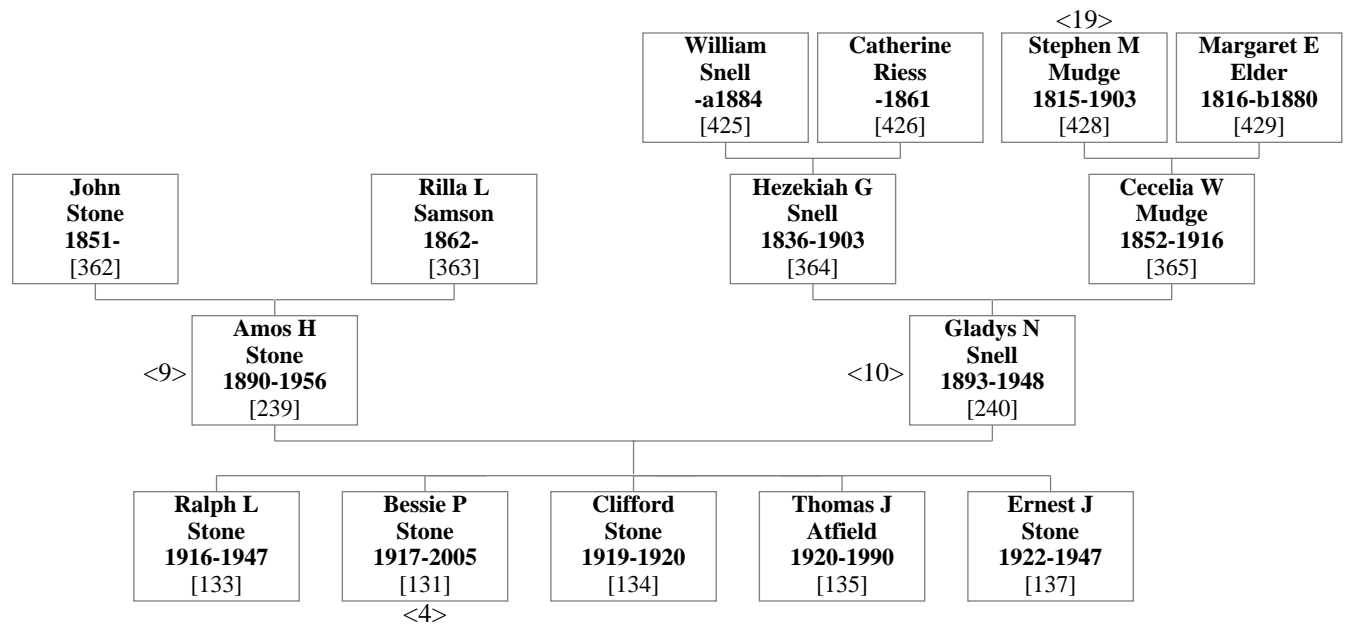 <19>
William
Snell
-a1884
[425]
Catherine
Riess
-1861
[426]
Stephen M
Mudge
1815-1903
[428]
Margaret E
Elder
1816-b1880
[429]
John
Stone
1851-
[362]
Rilla L
Samson
1862-
[363]
Hezekiah G
Snell
1836-1903
[364]
Cecelia W
Mudge
1852-1916
[365]
<9>
Amos H
Stone
1890-1956
[239]
<10>
Gladys N
Snell
1893-1948
[240]
Ralph L
Stone
1916-1947
[133]
Bessie P
Stone
1917-2005
[131]
<4>
Clifford
Stone
1919-1920
[134]
Thomas J
Atfield
1920-1990
[135]
Ernest J
Stone
1922-1947
[137]